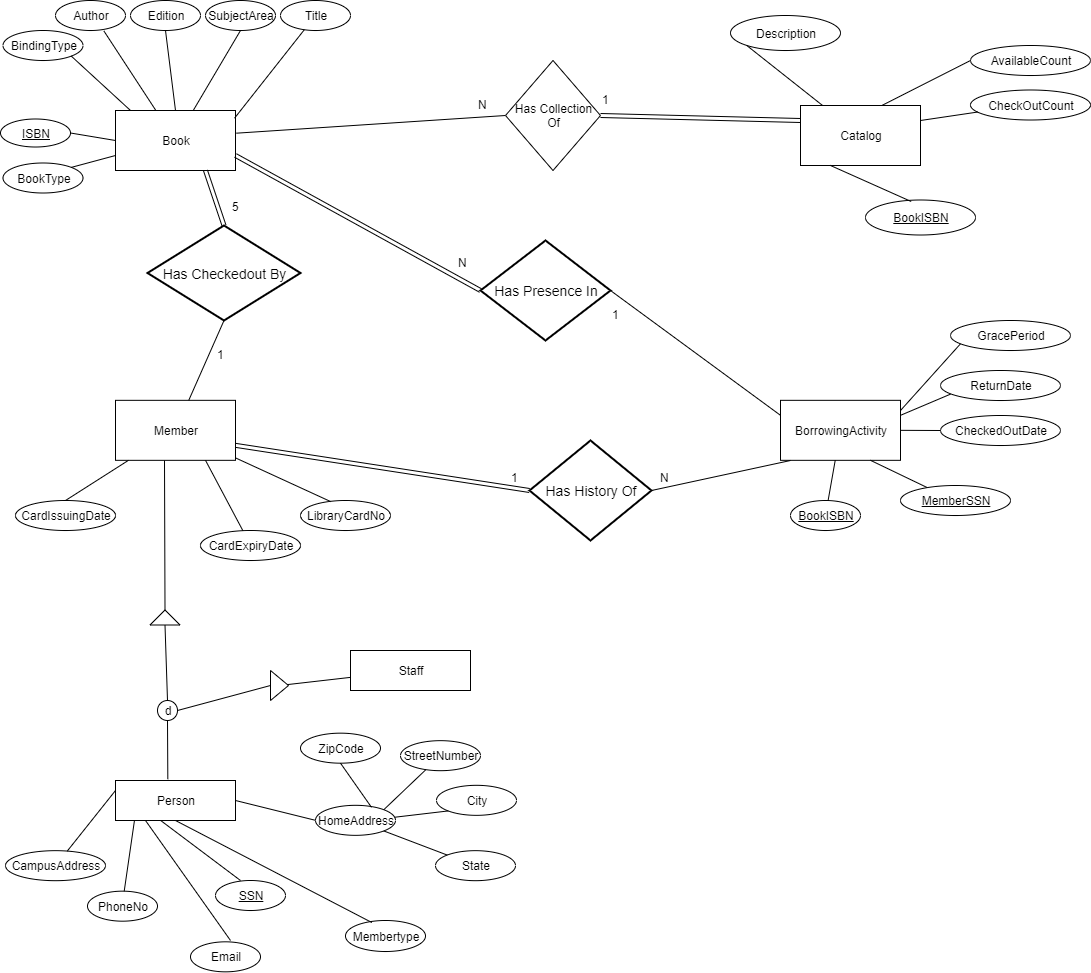 Author
Edition
SubjectArea
Title
BindingType
Description
AvailableCount
CheckOutCount
N
1
Has Collection
Of
ISBN
Book
Catalog
BookType
5
BookISBN
N
Has Checkedout By
Has Presence In
1
GracePeriod
1
ReturnDate
Member
BorrowingActivity
CheckedOutDate
1
N
Has History Of
MemberSSN
CardIssuingDate
LibraryCardNo
BookISBN
CardExpiryDate
Staff
d
ZipCode
StreetNumber
Person
City
HomeAddress
CampusAddress
State
SSN
PhoneNo
Membertype
Email